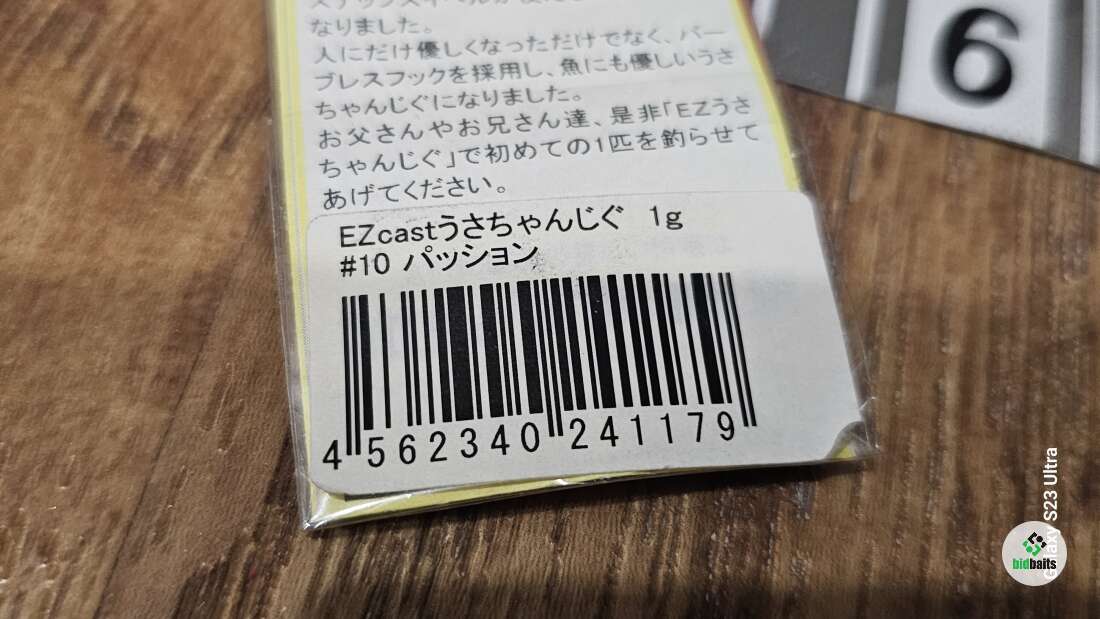 なりました。
人にだけ優しくなっただけでなく、バー
ブレスフックを採用し、魚にも優しいうさ
ちゃんじぐになりました。
お父さんやお兄さん達、是非「EZうさ
ちゃんじぐ」で初めての1匹を釣らせて
あげてください。
EZcastうさちゃんじぐ 1g
#10 パッション
4 562340 241179
6
Galaxy S23 Ultra
bidbaits